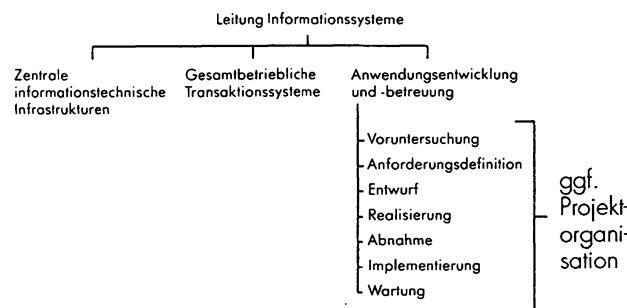 Leitung Informationssysteme
Zentrale
informationstechnische
Infrastrukturen
Gesamtbetriebliche
Transaktionssysteme
Anwendungsentwicklung
und -betreuung
Voruntersuchung
Anforderungsdefinition
Entwurf
Realisierung
Abnahme
Implementierung
Wartung
ggf.
Projekt-
organi-
sation